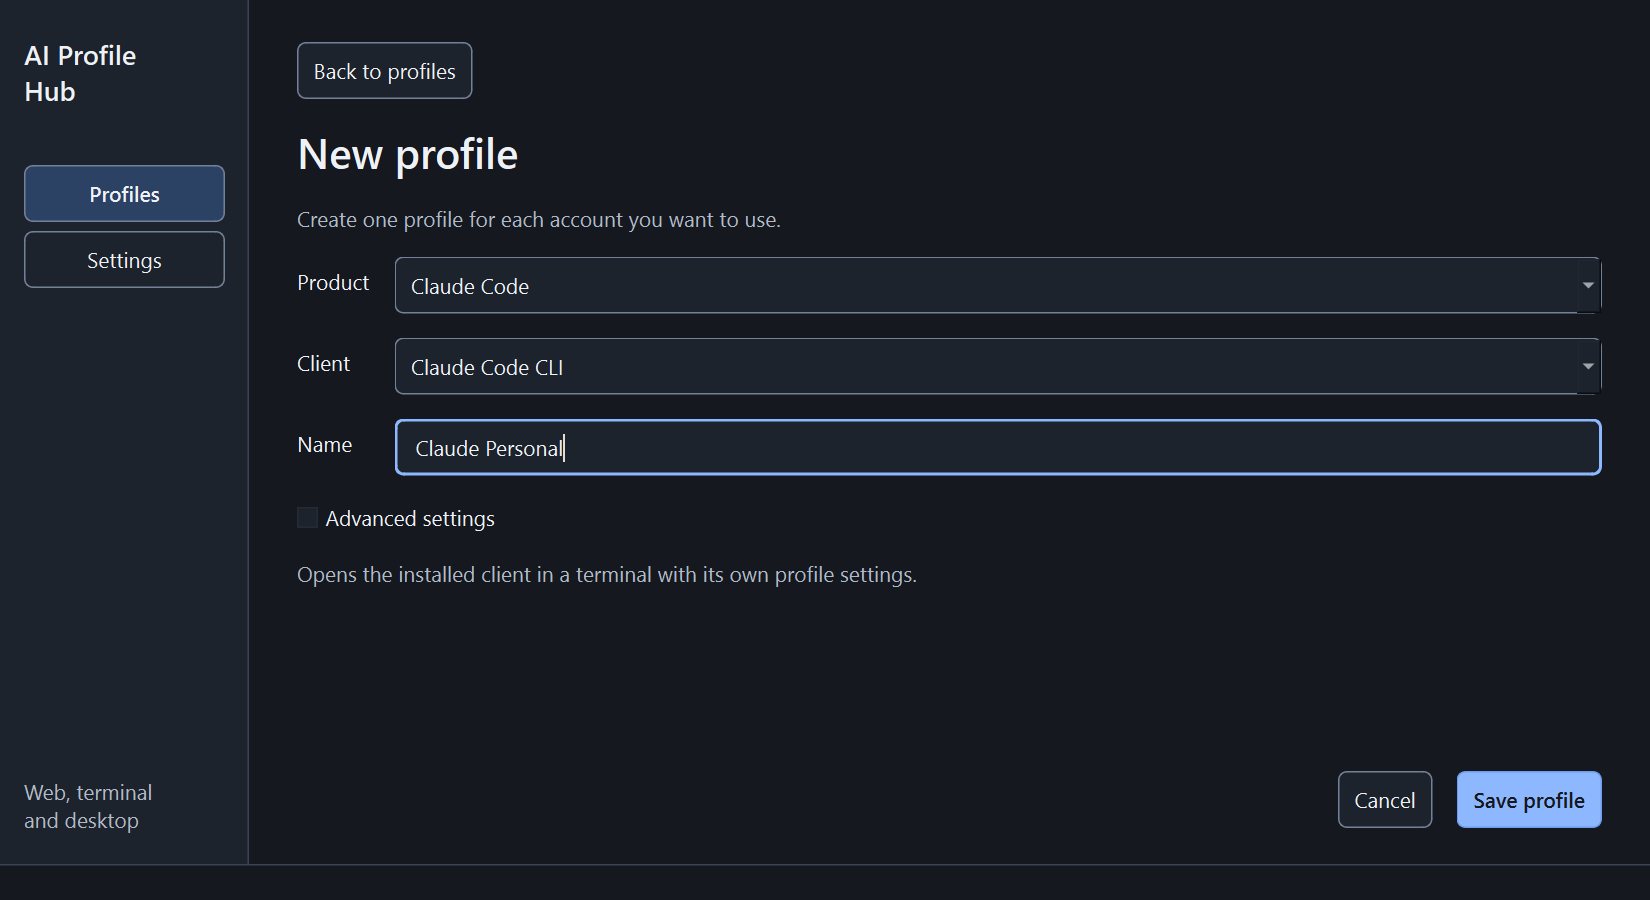 AI Profile
Hub
Profiles
Settings
Web, terminal
and desktop
Back to profiles
New profile
Create one profile for each account you want to use.
Product
Claude Code
Client
Claude Code CLI
Name
Claude Personal
Advanced settings
Opens the installed client in a terminal with its own profile settings.
Cancel
Save profile